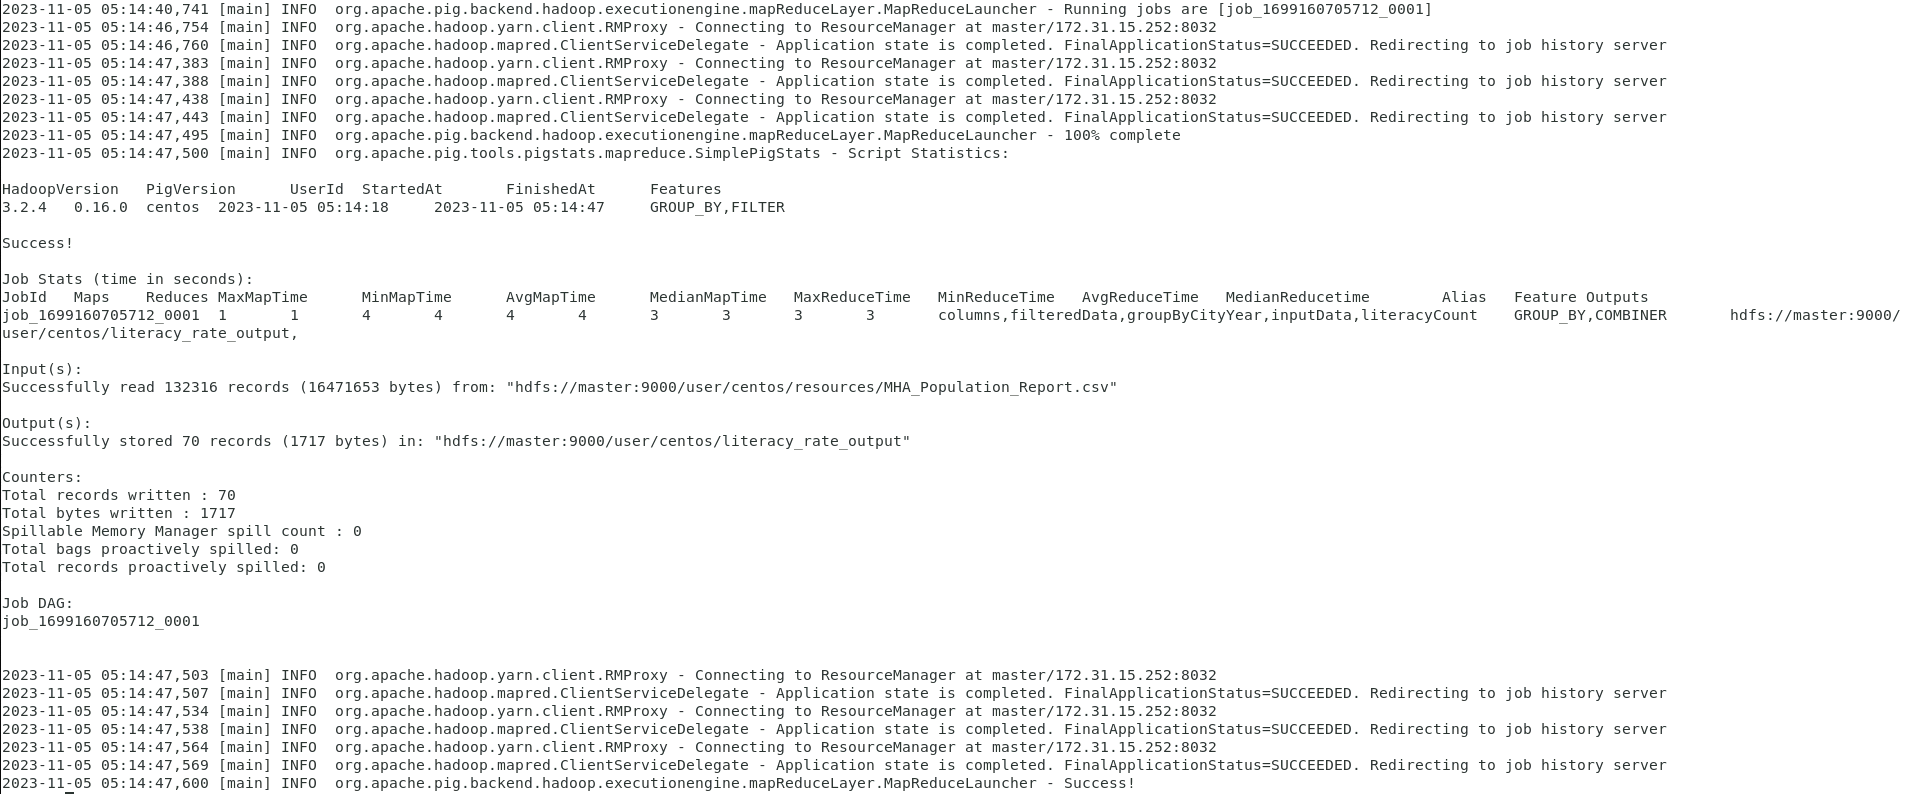 2023-11-05 05:14:40,741 [main] INFO  org.apache.pig.backend.hadoop.executionengine.mapReduceLayer.MapReduceLauncher - Running jobs are [job_1699160705712_0001]
2023-11-05 05:14:46,754 [main] INFO  org.apache.hadoop.yarn.client.RMProxy - Connecting to ResourceManager at master/172.31.15.252:8032
2023-11-05 05:14:46,760 [main] INFO  org.apache.hadoop.mapred.ClientServiceDelegate - Application state is completed. FinalApplicationStatus=SUCCEEDED. Redirecting to job history server
2023-11-05 05:14:47,383 [main] INFO  org.apache.hadoop.yarn.client.RMProxy - Connecting to ResourceManager at master/172.31.15.252:8032
2023-11-05 05:14:47,388 [main] INFO  org.apache.hadoop.mapred.ClientServiceDelegate - Application state is completed. FinalApplicationStatus=SUCCEEDED. Redirecting to job history server
2023-11-05 05:14:47,438 [main] INFO  org.apache.hadoop.yarn.client.RMProxy - Connecting to ResourceManager at master/172.31.15.252:8032
2023-11-05 05:14:47,443 [main] INFO  org.apache.hadoop.mapred.ClientServiceDelegate - Application state is completed. FinalApplicationStatus=SUCCEEDED. Redirecting to job history server
2023-11-05 05:14:47,495 [main] INFO  org.apache.pig.backend.hadoop.executionengine.mapReduceLayer.MapReduceLauncher - 100% complete
2023-11-05 05:14:47,500 [main] INFO  org.apache.pig.tools.pigstats.mapreduce.SimplePigStats - Script Statistics:
HadoopVersion   PigVersion      UserId  StartedAt       FinishedAt      Features
3.2.4   0.16.0  centos  2023-11-05 05:14:18     2023-11-05 05:14:47     GROUP_BY,FILTER
Success!
Job Stats (time in seconds):
JobId   Maps    Reduces MaxMapTime      MinMapTime      AvgMapTime      MedianMapTime   MaxReduceTime   MinReduceTime   AvgReduceTime   MedianReducetime        Alias   Feature Outputs
job_1699160705712_0001  1       1       4       4       4       4       3       3       3       3       columns,filteredData,groupByCityYear,inputData,literacyCount    GROUP_BY,COMBINER       hdfs://master:9000/
user/centos/literacy_rate_output,
Input(s):
Successfully read 132316 records (16471653 bytes) from: "hdfs://master:9000/user/centos/resources/MHA_Population_Report.csv"
Output(s):
Successfully stored 70 records (1717 bytes) in: "hdfs://master:9000/user/centos/literacy_rate_output"
Counters:
Total records written : 70
Total bytes written : 1717
Spillable Memory Manager spill count : 0
Total bags proactively spilled: 0
Total records proactively spilled: 0
Job DAG:
job_1699160705712_0001
2023-11-05 05:14:47,503 [main] INFO  org.apache.hadoop.yarn.client.RMProxy - Connecting to ResourceManager at master/172.31.15.252:8032
2023-11-05 05:14:47,507 [main] INFO  org.apache.hadoop.mapred.ClientServiceDelegate - Application state is completed. FinalApplicationStatus=SUCCEEDED. Redirecting to job history server
2023-11-05 05:14:47,534 [main] INFO  org.apache.hadoop.yarn.client.RMProxy - Connecting to ResourceManager at master/172.31.15.252:8032
2023-11-05 05:14:47,538 [main] INFO  org.apache.hadoop.mapred.ClientServiceDelegate - Application state is completed. FinalApplicationStatus=SUCCEEDED. Redirecting to job history server
2023-11-05 05:14:47,564 [main] INFO  org.apache.hadoop.yarn.client.RMProxy - Connecting to ResourceManager at master/172.31.15.252:8032
2023-11-05 05:14:47,569 [main] INFO  org.apache.hadoop.mapred.ClientServiceDelegate - Application state is completed. FinalApplicationStatus=SUCCEEDED. Redirecting to job history server
2023-11-05 05:14:47,600 [main] INFO  org.apache.pig.backend.hadoop.executionengine.mapReduceLayer.MapReduceLauncher - Success!